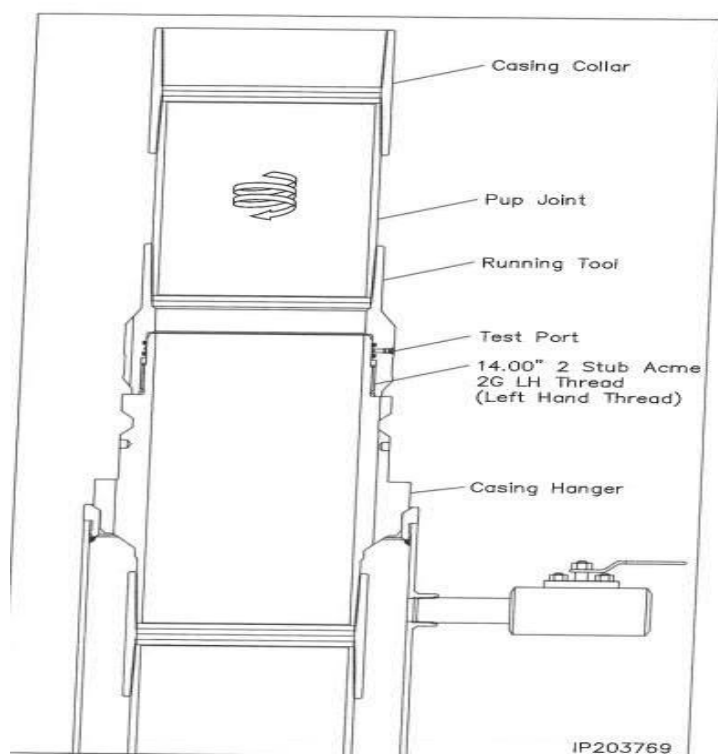 Casing Collar
Pup Joint
Running Tool
Test Port
14.00" 2 Stub Acme
2G LH Thread
(Left Hand Thread)
Casing Hanger
IP203769